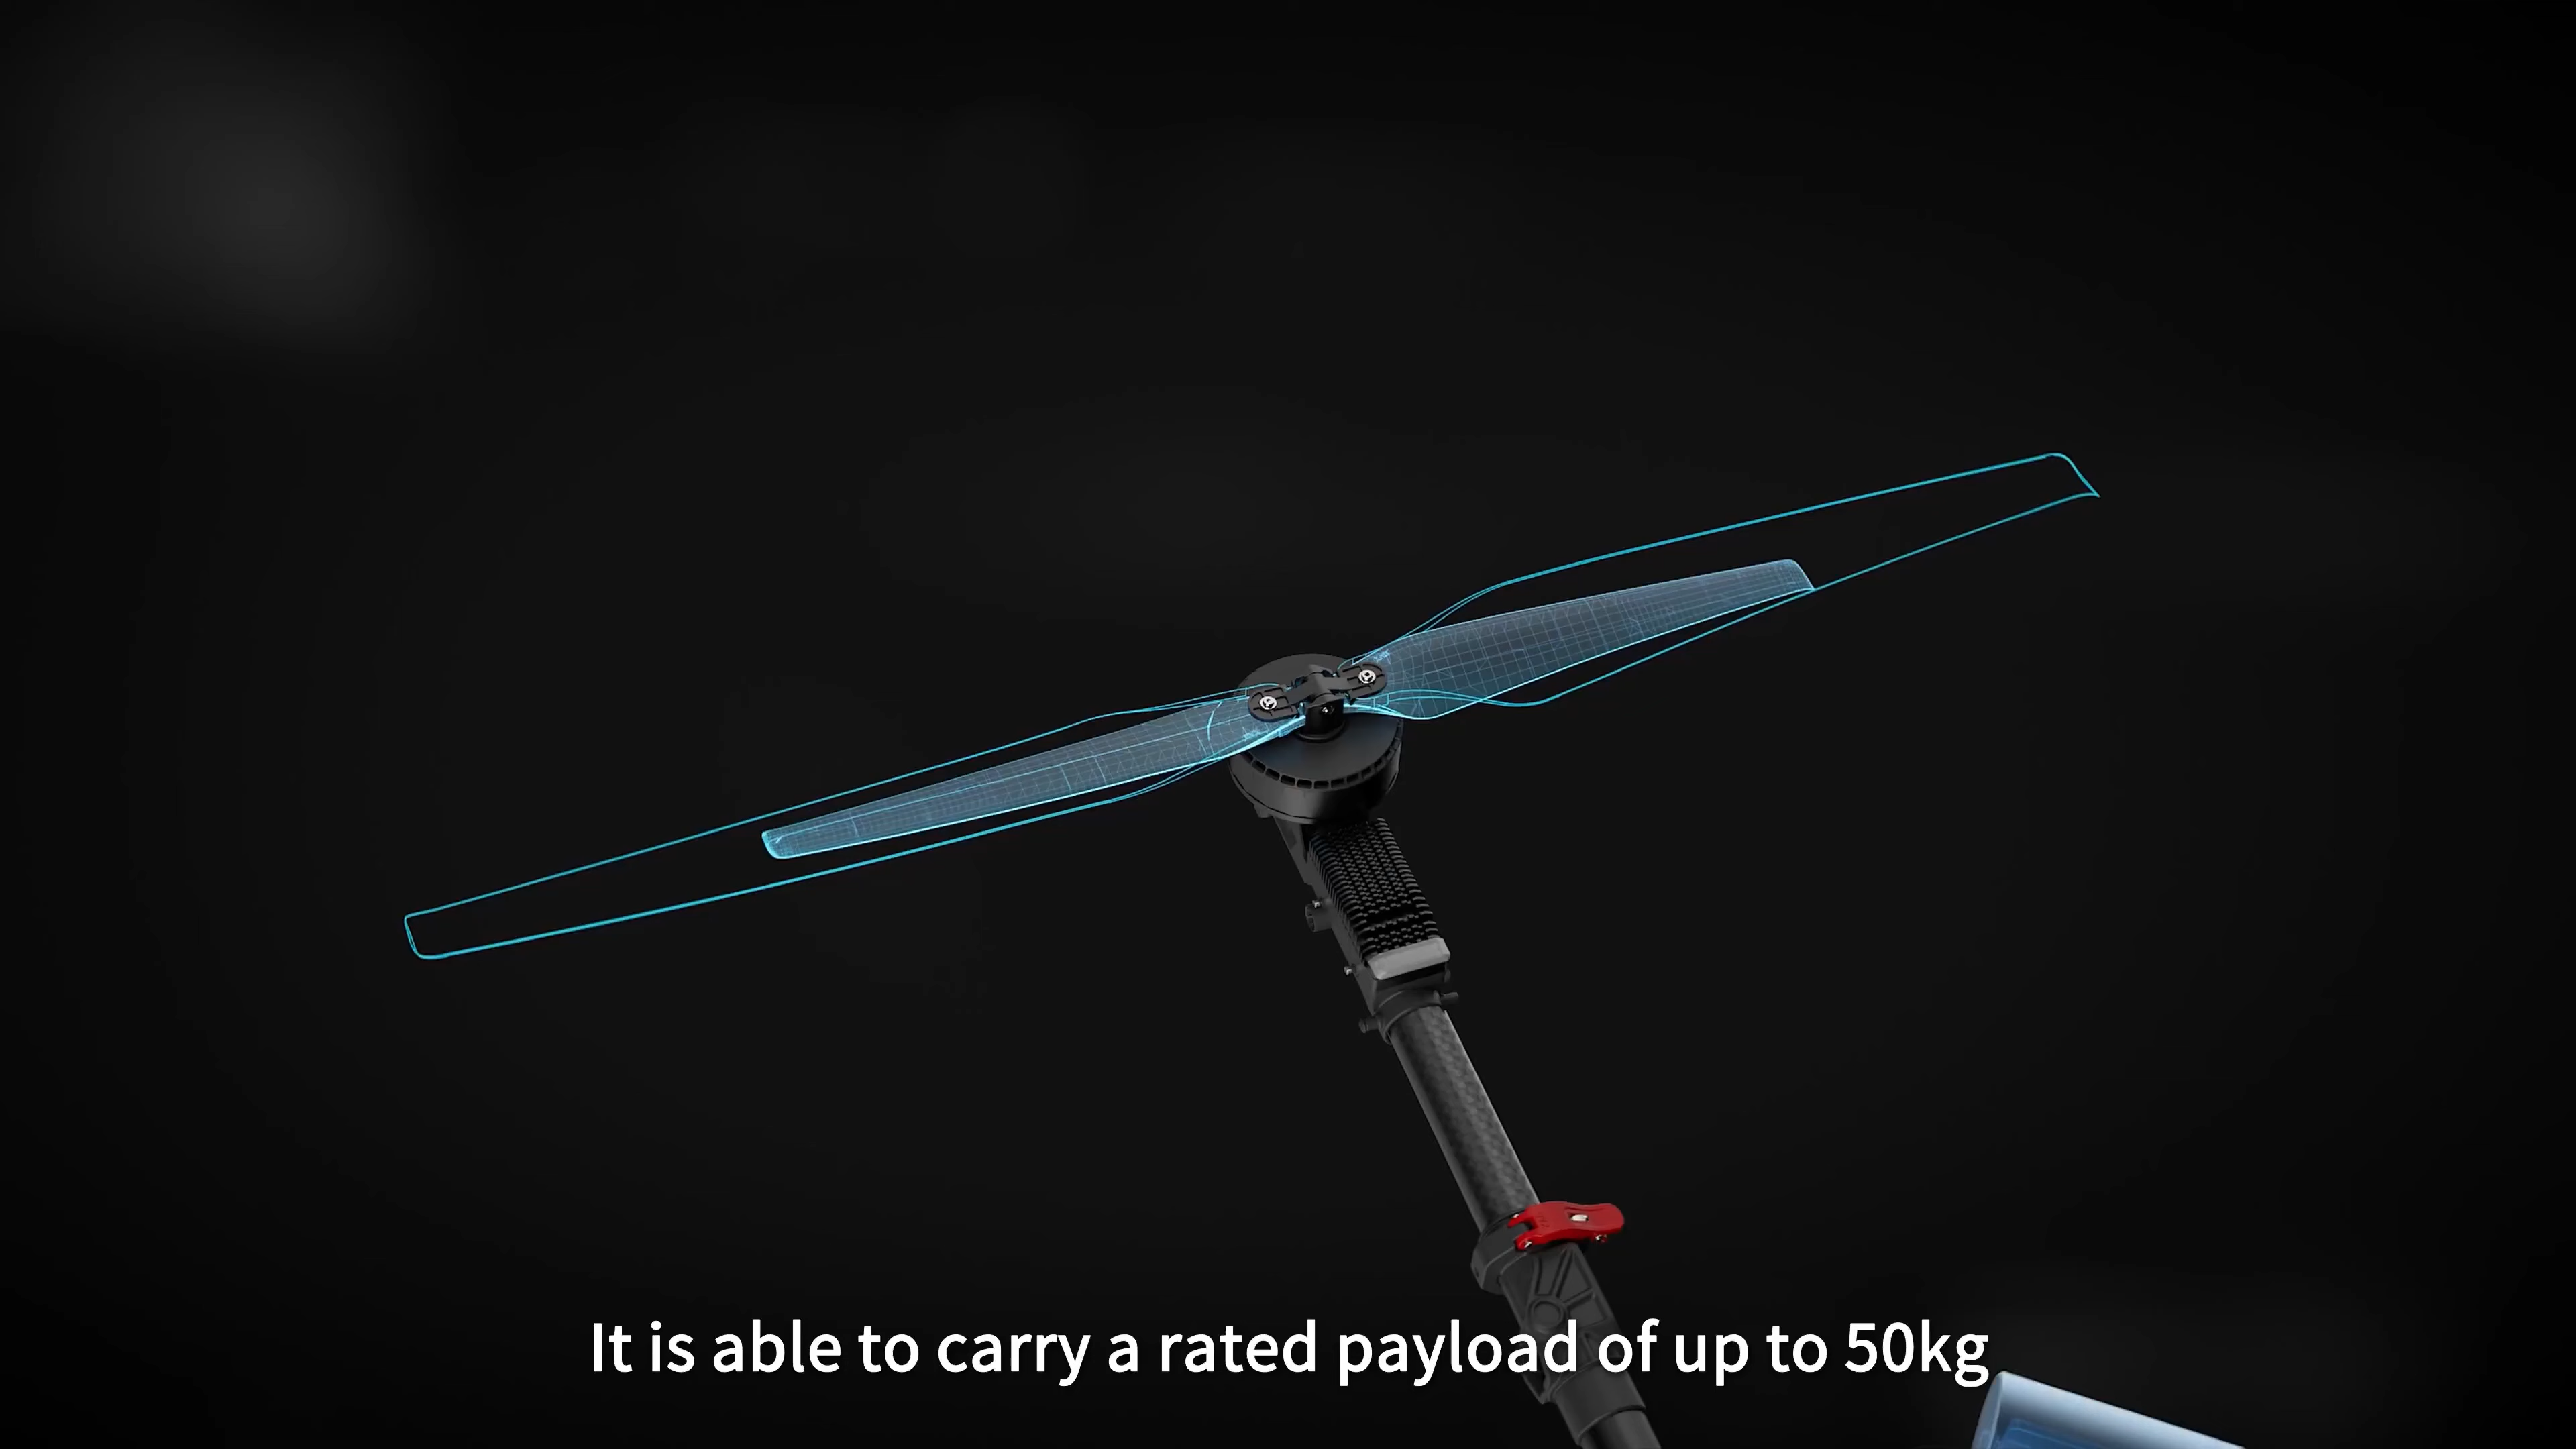 It is able to carry a rated payload of up to 50kg